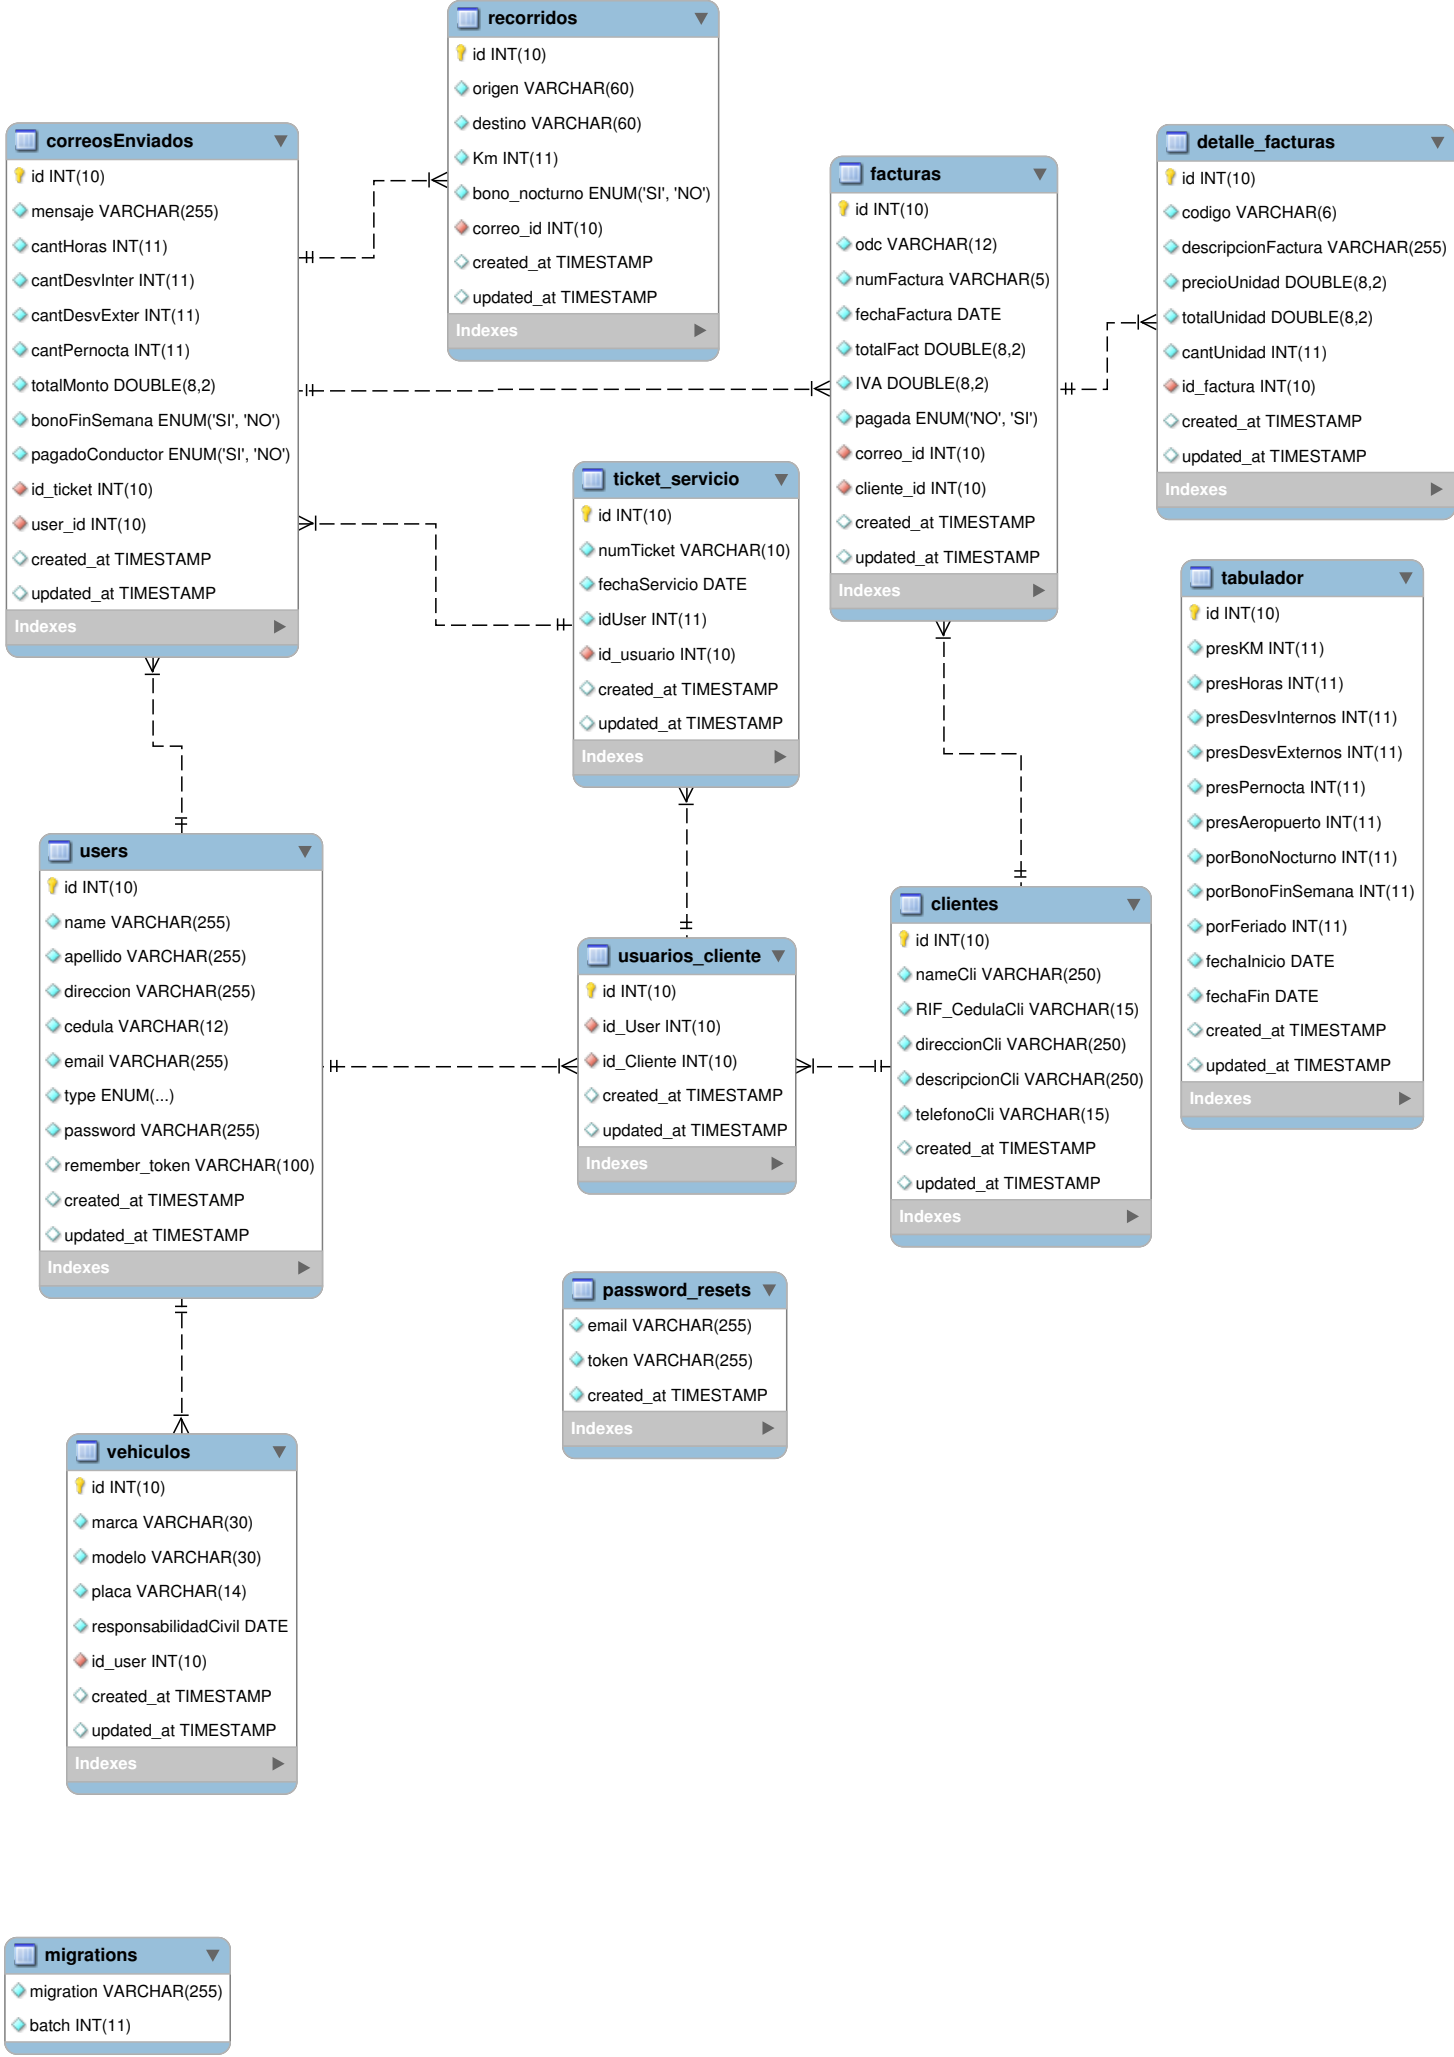 recorridos
id INT(10)
origen VARCHAR(60)
destino VARCHAR(60)
Km INT(11)
bono_nocturno ENUM('SI', 'NO')
correo_id INT(10)
created_at TIMESTAMP
updated_at TIMESTAMP
Indexes
correosEnviados
id INT(10)
mensaje VARCHAR(255)
cantHoras INT(11)
cantDesvInter INT(11)
cantDesvExter INT(11)
cantPernocta INT(11)
totalMonto DOUBLE(8,2)
bonoFinSemana ENUM('SI', 'NO')
pagadoConductor ENUM('SI', 'NO')
id_ticket INT(10)
user_id INT(10)
created_at TIMESTAMP
updated_at TIMESTAMP
Indexes
facturas
id INT(10)
odc VARCHAR(12)
numFactura VARCHAR(5)
fechaFactura DATE
totalFact DOUBLE(8,2)
IVA DOUBLE(8,2)
pagada ENUM('NO', 'SI')
correo_id INT(10)
cliente_id INT(10)
created_at TIMESTAMP
updated_at TIMESTAMP
Indexes
detalle_facturas
id INT(10)
codigo VARCHAR(6)
descripcionFactura VARCHAR(255)
precioUnidad DOUBLE(8,2)
totalUnidad DOUBLE(8,2)
cantUnidad INT(11)
id_factura INT(10)
created_at TIMESTAMP
updated_at TIMESTAMP
Indexes
ticket_servicio
id INT(10)
numTicket VARCHAR(10)
fechaServicio DATE
idUser INT(11)
id_usuario INT(10)
created_at TIMESTAMP
updated_at TIMESTAMP
Indexes
tabulador
id INT(10)
presKM INT(11)
presHoras INT(11)
presDesvInternos INT(11)
presDesvExternos INT(11)
presPernocta INT(11)
presAeropuerto INT(11)
porBonoNocturno INT(11)
porBonoFinSemana INT(11)
porFeriado INT(11)
fechaInicio DATE
fechaFin DATE
created_at TIMESTAMP
updated_at TIMESTAMP
Indexes
users
id INT(10)
name VARCHAR(255)
apellido VARCHAR(255)
direccion VARCHAR(255)
cedula VARCHAR(12)
email VARCHAR(255)
type ENUM(...)
password VARCHAR(255)
remember_token VARCHAR(100)
created_at TIMESTAMP
updated_at TIMESTAMP
Indexes
usuarios_cliente
id INT(10)
id_User INT(10)
id_Cliente INT(10)
created_at TIMESTAMP
updated_at TIMESTAMP
Indexes
clientes
id INT(10)
nameCli VARCHAR(250)
RIF_CedulaCli VARCHAR(15)
direccionCli VARCHAR(250)
descripcionCli VARCHAR(250)
telefonoCli VARCHAR(15)
created_at TIMESTAMP
updated_at TIMESTAMP
Indexes
password_resets
email VARCHAR(255)
token VARCHAR(255)
created_at TIMESTAMP
Indexes
vehiculos
id INT(10)
marca VARCHAR(30)
modelo VARCHAR(30)
placa VARCHAR(14)
responsabilidadCivil DATE
id_user INT(10)
created_at TIMESTAMP
updated_at TIMESTAMP
Indexes
migrations
migration VARCHAR(255)
batch INT(11)